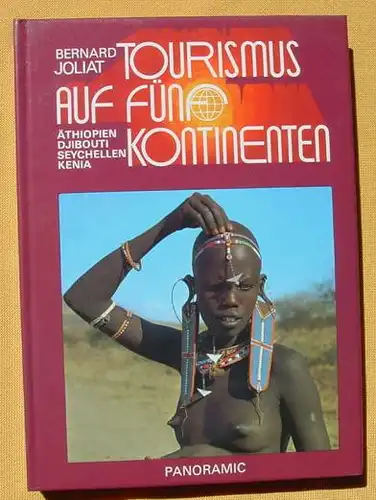 BERNARD JOLIAT
TOURISMUS
AUF FÜNF
ÄTHIOPIEN
DJIBOUTI
SEYCHELLEN
KENIA
KONTINENTEN
PANORAMIC